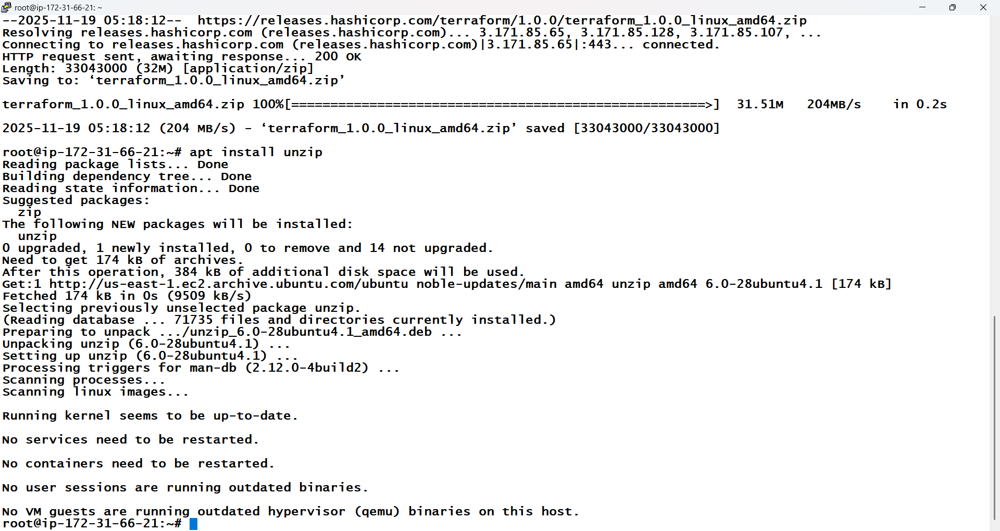 root@ip-172-31-66-21: ~
--2025-11-19 05:18:12--  https://releases.hashicorp.com/terraform/1.0.0/terraform_1.0.0_linux_amd64.zip
Resolving releases.hashicorp.com (releases.hashicorp.com)... 3.171.85.65, 3.171.85.128, 3.171.85.107, ...
Connecting to releases.hashicorp.com (releases.hashicorp.com)|3.171.85.65|:443... connected.
HTTP request sent, awaiting response... 200 OK
Length: 33043000 (32M) [application/zip]
Saving to: ‘terraform_1.0.0_linux_amd64.zip’
terraform_1.0.0_linux_amd64.zip 100%[=====================================================>]  31.51M   204MB/s    in 0.2s
2025-11-19 05:18:12 (204 MB/s) - ‘terraform_1.0.0_linux_amd64.zip’ saved [33043000/33043000]
root@ip-172-31-66-21:~# apt install unzip
Reading package lists... Done
Building dependency tree... Done
Reading state information... Done
Suggested packages:
  zip
The following NEW packages will be installed:
  unzip
0 upgraded, 1 newly installed, 0 to remove and 14 not upgraded.
Need to get 174 kB of archives.
After this operation, 384 kB of additional disk space will be used.
Get:1 http://us-east-1.ec2.archive.ubuntu.com/ubuntu noble-updates/main amd64 unzip amd64 6.0-28ubuntu4.1 [174 kB]
Fetched 174 kB in 0s (9509 kB/s)
Selecting previously unselected package unzip.
(Reading database ... 71735 files and directories currently installed.)
Preparing to unpack .../unzip_6.0-28ubuntu4.1_amd64.deb ...
Unpacking unzip (6.0-28ubuntu4.1) ...
Setting up unzip (6.0-28ubuntu4.1) ...
Processing triggers for man-db (2.12.0-4build2) ...
Scanning processes...
Scanning linux images...
Running kernel seems to be up-to-date.
No services need to be restarted.
No containers need to be restarted.
No user sessions are running outdated binaries.
No VM guests are running outdated hypervisor (qemu) binaries on this host.
root@ip-172-31-66-21:~#